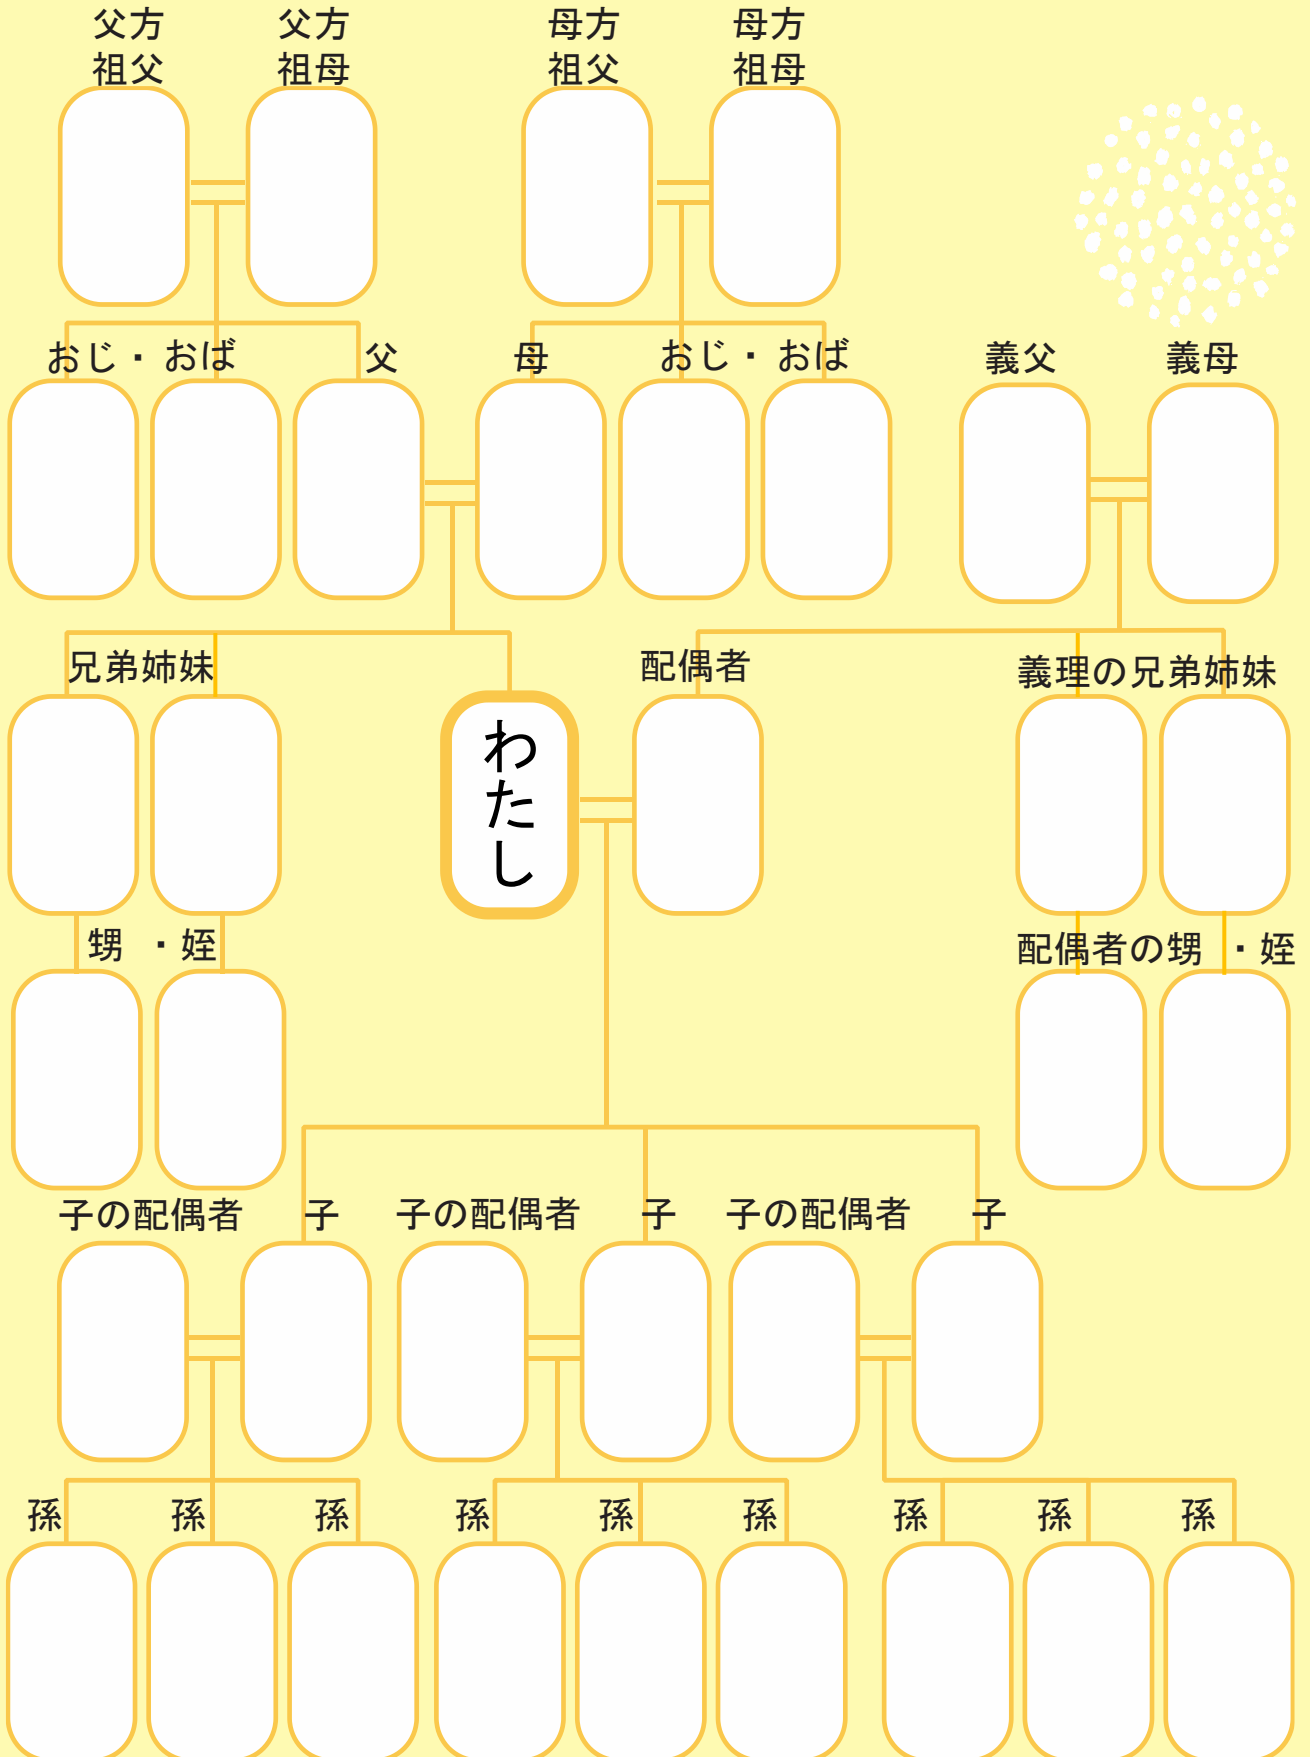 父方
祖父
父方
祖母
母方
祖父
母方
祖母
おじ・おば
父
母
おじ・おば
義父
義母
兄弟姉妹
わたし
配偶者
義理の兄弟姉妹
甥 ・姪
配偶者の甥 ・姪
子の配偶者
子
子の配偶者
子
子の配偶者
子
孫
孫
孫
孫
孫
孫
孫
孫
孫